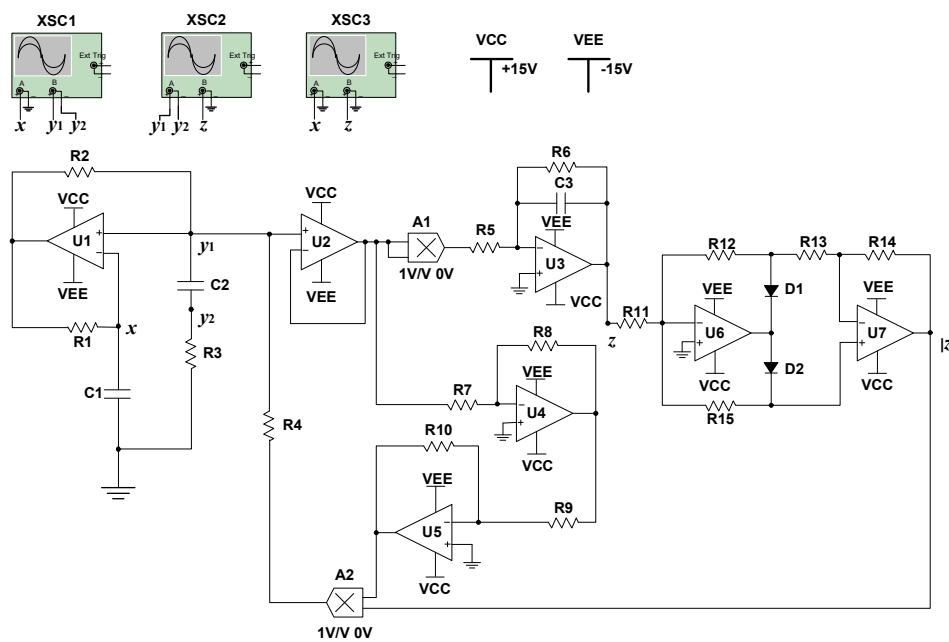 XSC1 XSC2 XSC3
Ext Trig Ext Trig Ext Trig
A B A B A B
x y1 y2 y1 y2 z x z
VCC VEE
+15V -15V
R2
VCC
U1
VEE
R1
x
C1
y1
C2
y2
R3
R4
VCC
U2
VEE
A1
1V/V 0V
R5
R6
C3
VEE
U3
VCC
z
R7
R8
VEE
U4
VCC
R9
R10
VEE
U5
VCC
A2
1V/V 0V
R11
R12
VEE
U6
VCC
R15
D1
D2
R13
R14
VEE
U7
VCC
|z